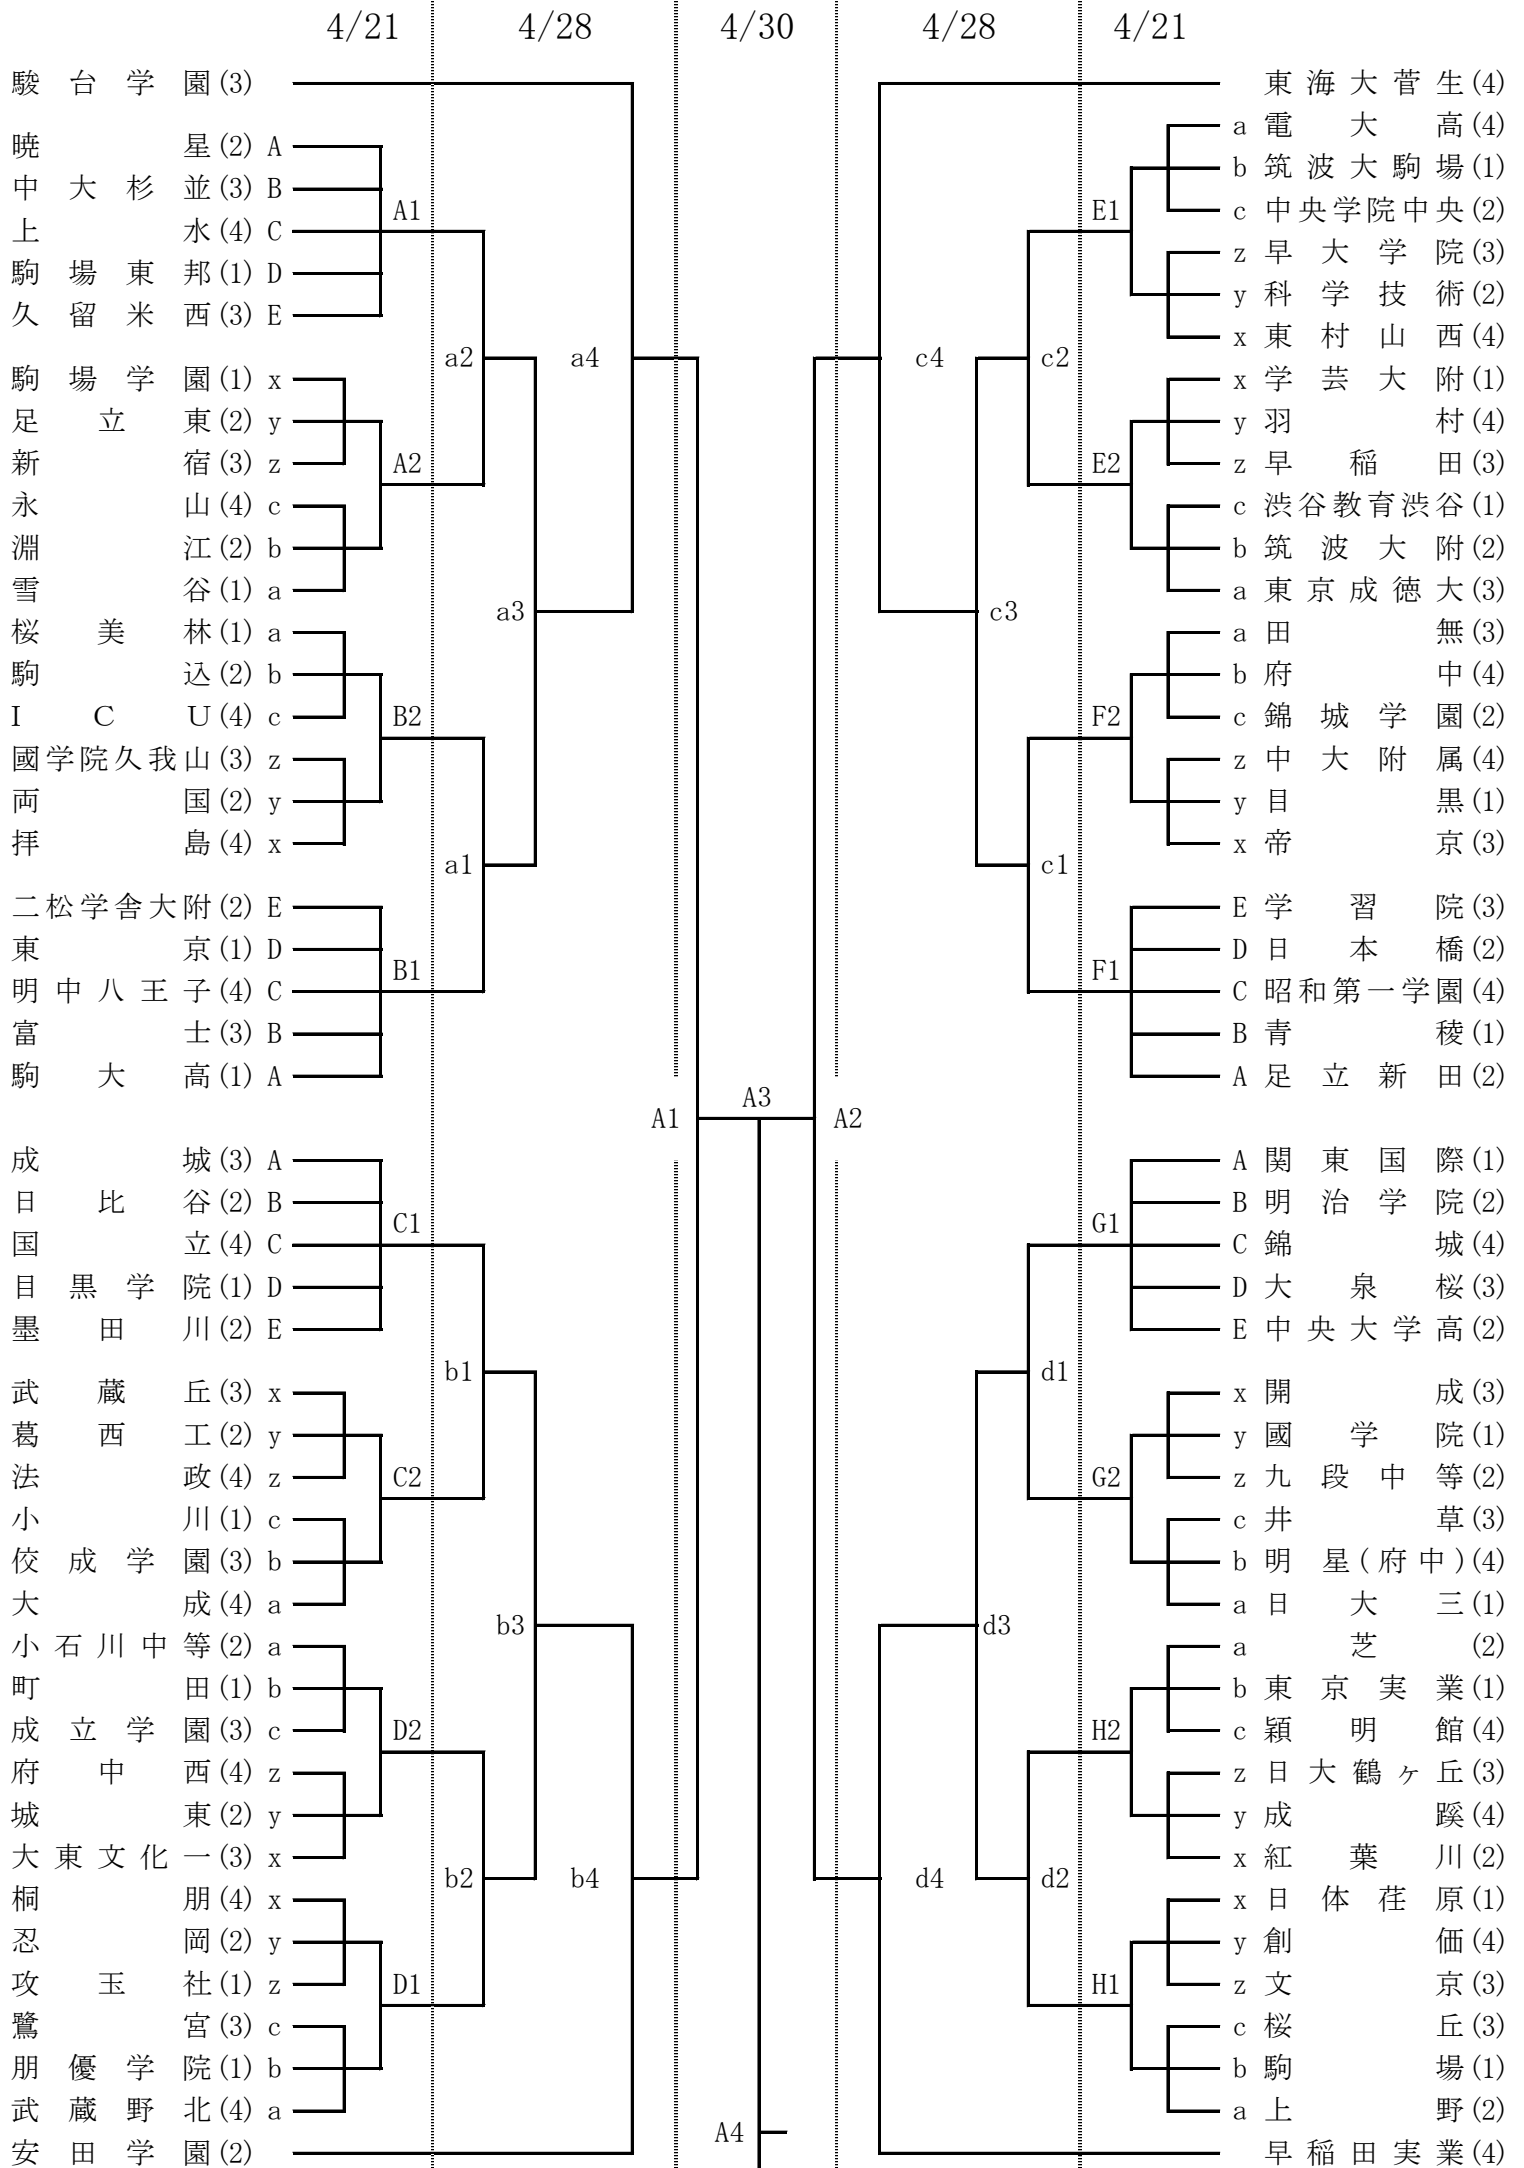 4/21 4/28 4/30 4/28 4/21
駿台学園(3) 東海大菅生(4)
a 電大高(4)
暁星(2) A
b 筑波大駒場(1)
中大杉並(3) B
A1 E1 c 中央学院中央(2)
上水(4) C
z 早大学院(3)
駒場東邦(1) D
y 科学技術(2)
久留米西(3) E
x 東村山西(4)
a2 a4 c4 c2
駒場学園(1) x x 学芸大附(1)
足立東(2) y y 羽村(4)
新宿(3) z A2 E2 z 早稲田(3)
永山(4) c c 渋谷教育渋谷(1)
淵江(2) b b 筑波大附(2)
雪谷(1) a a 東京成徳大(3)
a3 c3
桜美林(1) a a 田無(3)
駒込(2) b b 府中(4)
ICU(4) c B2 F2 c 錦城学園(2)
國学院久我山(3) z z 中大附属(4)
両国(2) y y 目黒(1)
拝島(4) x x 帝京(3)
a1 c1
二松学舎大附(2) E E 学習院(3)
東京(1) D D 日本橋(2)
B1 F1
明中八王子(4) C C 昭和第一学園(4)
富士(3) B B 青稜(1)
駒大高(1) A A 足立新田(2)
A3
A1 A2
成城(3) A A 関東国際(1)
日比谷(2) B B 明治学院(2)
C1 G1
国立(4) C C 錦城(4)
目黒学院(1) D D 大泉桜(3)
墨田川(2) E E 中央大学高(2)
b1 d1
武蔵丘(3) x x 開成(3)
葛西工(2) y y 國学院(1)
法政(4) z C2 G2 z 九段中等(2)
小川(1) c c 井草(3)
佼成学園(3) b b 明星(府中)(4)
大成(4) a a 日大三(1)
b3 d3
小石川中等(2) a a 芝(2)
町田(1) b b 東京実業(1)
成立学園(3) c D2 H2 c 穎明館(4)
府中西(4) z z 日大鶴ヶ丘(3)
城東(2) y y 成蹊(4)
大東文化一(3) x x 紅葉川(2)
b2 b4 d4 d2
桐朋(4) x x 日体荏原(1)
忍岡(2) y y 創価(4)
攻玉社(1) z D1 H1 z 文京(3)
鷺宮(3) c c 桜丘(3)
朋優学院(1) b b 駒場(1)
武蔵野北(4) a a 上野(2)
A4
安田学園(2) 早稲田実業(4)